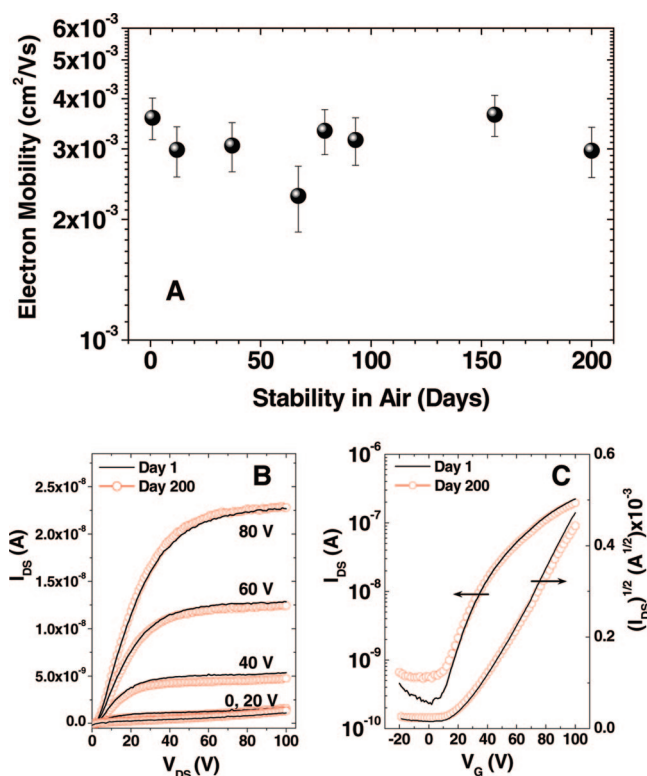 6x10⁻³
5x10⁻³
4x10⁻³
3x10⁻³
2x10⁻³
10⁻³
Electron Mobility (cm²/Vs)
A
0 50 100 150 200
Stability in Air (Days)
Day 1
Day 200
B
2.5x10⁻⁸
2.0x10⁻⁸
1.5x10⁻⁸
1.0x10⁻⁸
5.0x10⁻⁹
0.0
I_DS (A)
80 V
60 V
40 V
0, 20 V
0 20 40 60 80 100
V_DS (V)
Day 1
Day 200
C
10⁻⁶
10⁻⁷
10⁻⁸
10⁻⁹
10⁻¹⁰
I_DS (A)
0.6
0.4
0.2
0.0
(I_DS)^1/2 (A^1/2)x10⁻³
-20 0 20 40 60 80 100
V_G (V)